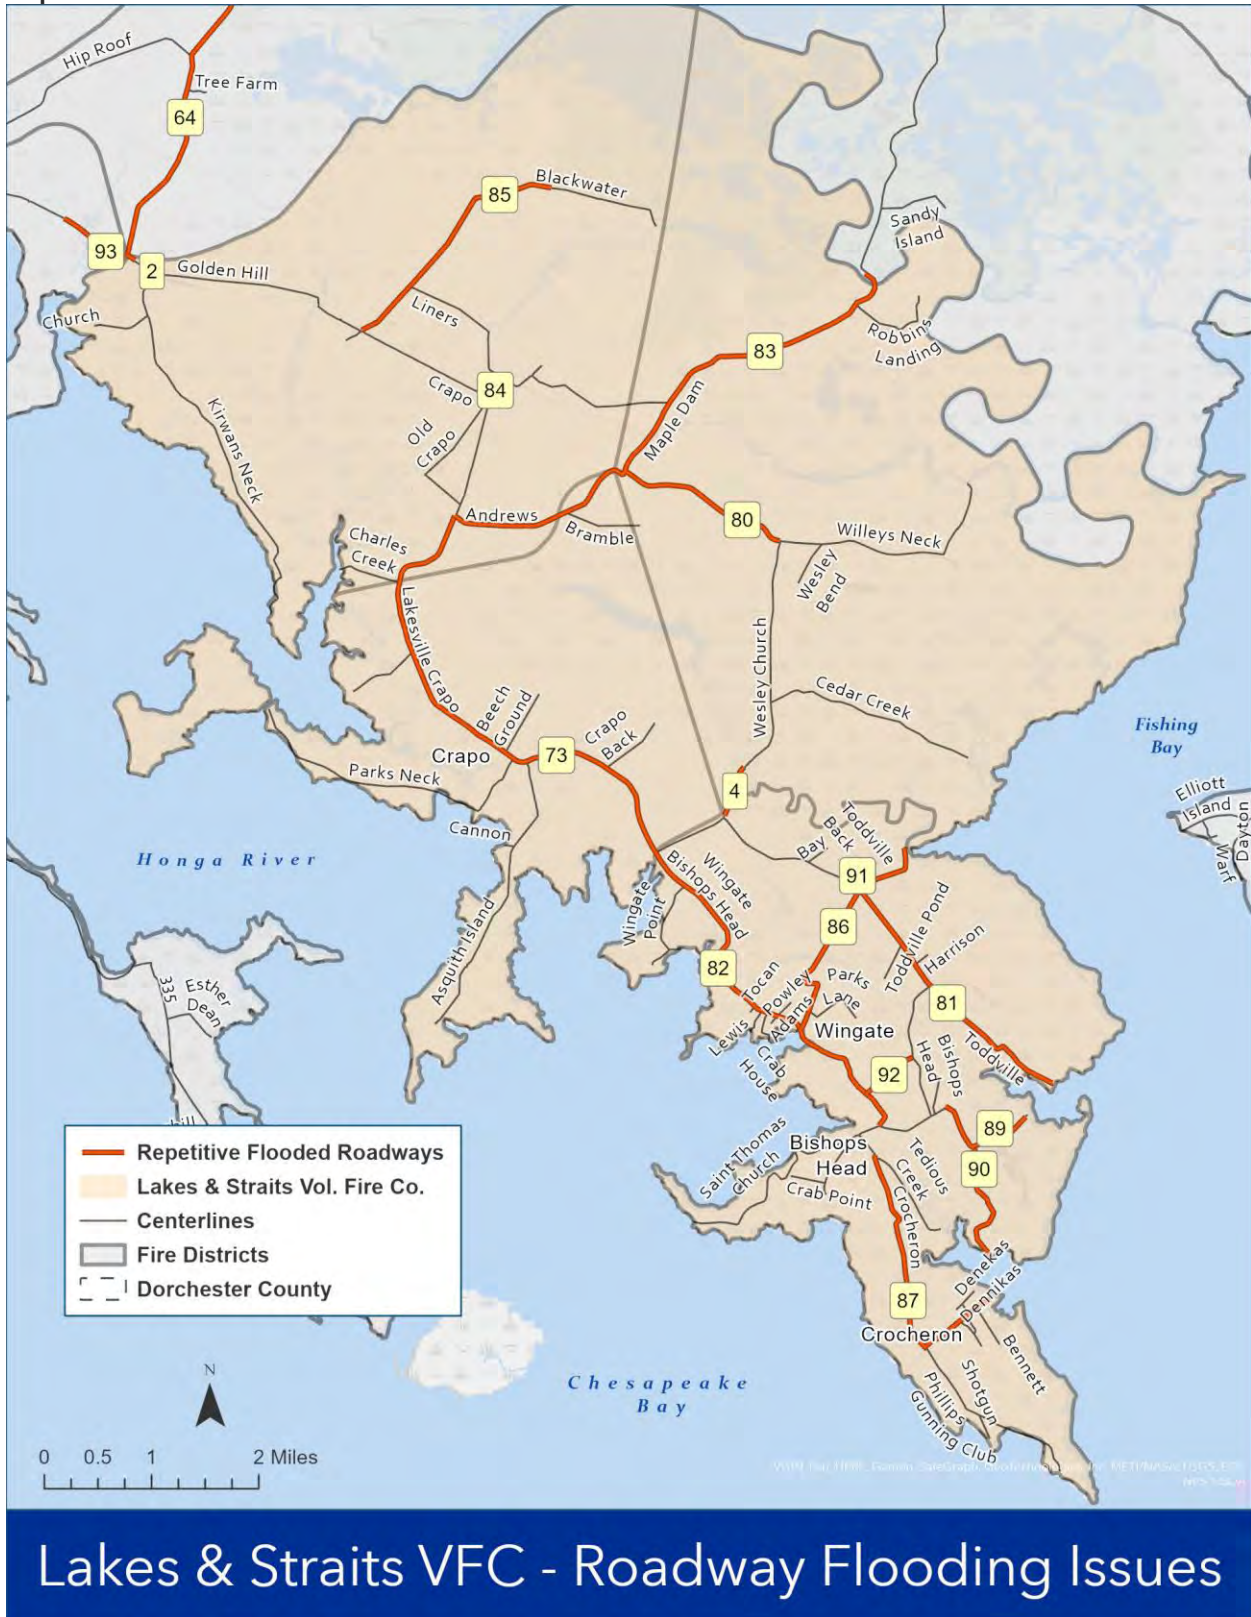 Hip Roof
Tree Farm
64
85
Blackwater
Sandy
Island
93
2
Golden Hill
Church
Liners
83
Robbins
Landing
Crapo
84
Kirwans Neck
Old
Crapo
Maple Dam
Andrews
Bramble
80
Willeys Neck
Wesley
Bend
Charles
Creek
Lakesville Crapo
Wesley Church
Cedar Creek
Beech
Ground
Crapo
Back
Crapo
73
Parks Neck
Cannon
4
Fishing
Bay
Elliott
Island
Dayton
Warf
Honga River
Toddville
Back
Bay
91
Wingate
Bishops Head
Wingate
Point
Asquith Island
86
Toddville Pond
Harrison
82
Tocan
Powley
Adams
Parks
Lane
Lewis
Wingate
Crab
House
81
Toddville
335
Esther
Dean
92
Bishops
Head
89
90
Saint Thomas
Church
Bishops
Head
Crab Point
Tedious
Creek
Crocheron
Denekas
Dennikas
87
Crocheron
Bennett
Shotgun
Phillips
Gunning Club
hill
Repetitive Flooded Roadways
Lakes & Straits Vol. Fire Co.
Centerlines
Fire Districts
Dorchester County
N
0 0.5 1 2 Miles
Chesapeake
Bay
Lakes & Straits VFC - Roadway Flooding Issues